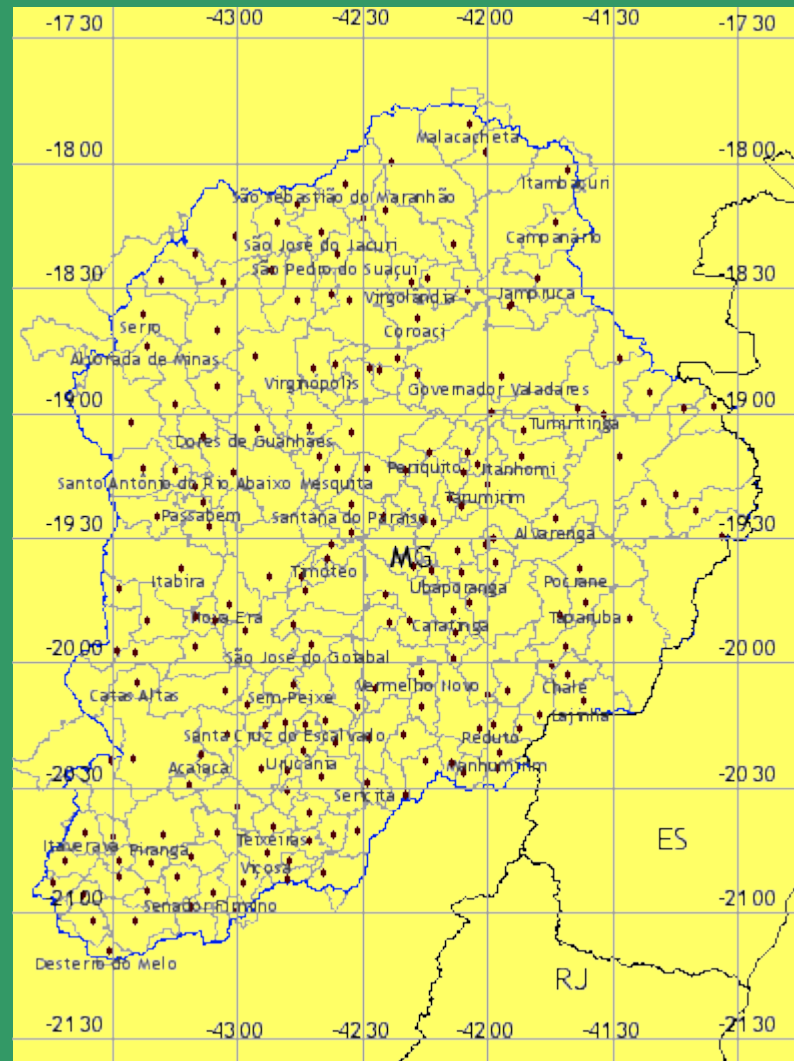 -43 00 -42 30 -42 00 -41 30
-17 30 -17 30
Malacacheta
-18 00 -18 00
Itambacuri
São Sebastião do Maranhão
Campanário
São José do Jacuri
São Pedro do Suaçui
-18 30 -18 30
Virgolândia Jampruca
Serro
Coroaci
Alvorada de Minas
Virginópolis
Governador Valadares
-19 00 -19 00
Tumiritinga
Dores de Guanhães
Periquito Itanhomi
Santo Antônio do Rio Abaixo Mesquita
Tarumirim
Passabém Santana do Paraíso
-19 30 -19 30
Alvarenga
MG
Timóteo
Itabira Pocrane
Ubaporanga
Nova Era Taparuba
Caratinga
-20 00 -20 00
São José do Goiabal
Catas Altas Sem-Peixe Vermelho Novo Chalé
Lajinha
Santa Cruz do Escalvado Reduto
Acaiaca Urucânia Manhumirim
-20 30 -20 30
Sericita
Itaverava Piranga Teixeiras ES
Viçosa
-21 00 -21 00
Senador Firmino
Desterro do Melo
RJ
-21 30 -21 30
-43 00 -42 30 -42 00 -41 30